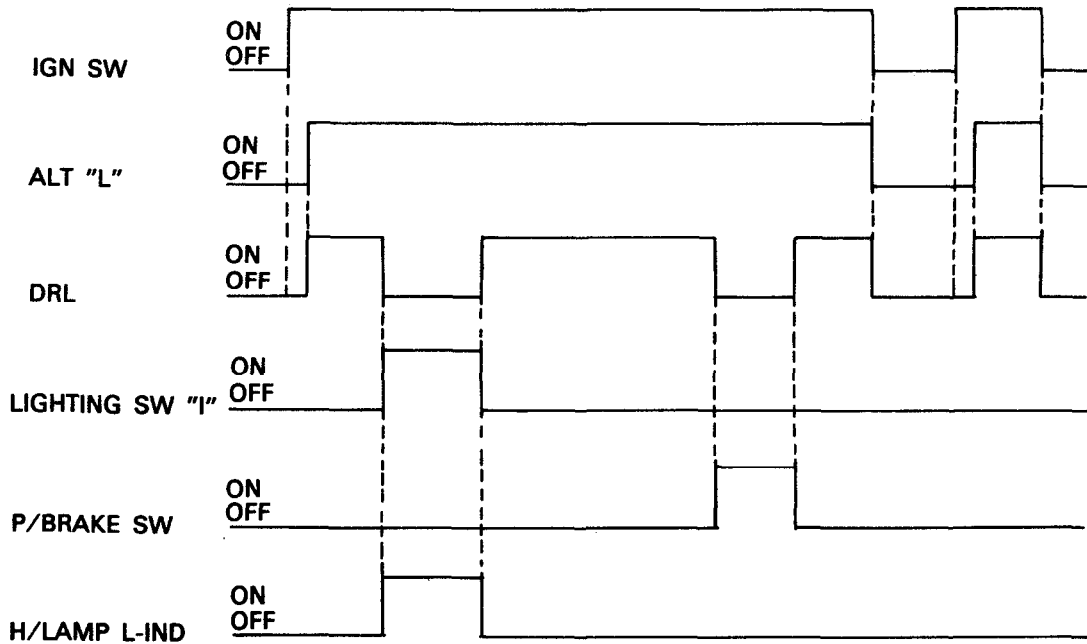 ON
OFF
IGN SW
ON
OFF
ALT "L"
ON
OFF
DRL
ON
OFF
LIGHTING SW "I"
ON
OFF
P/BRAKE SW
ON
OFF
H/LAMP L-IND